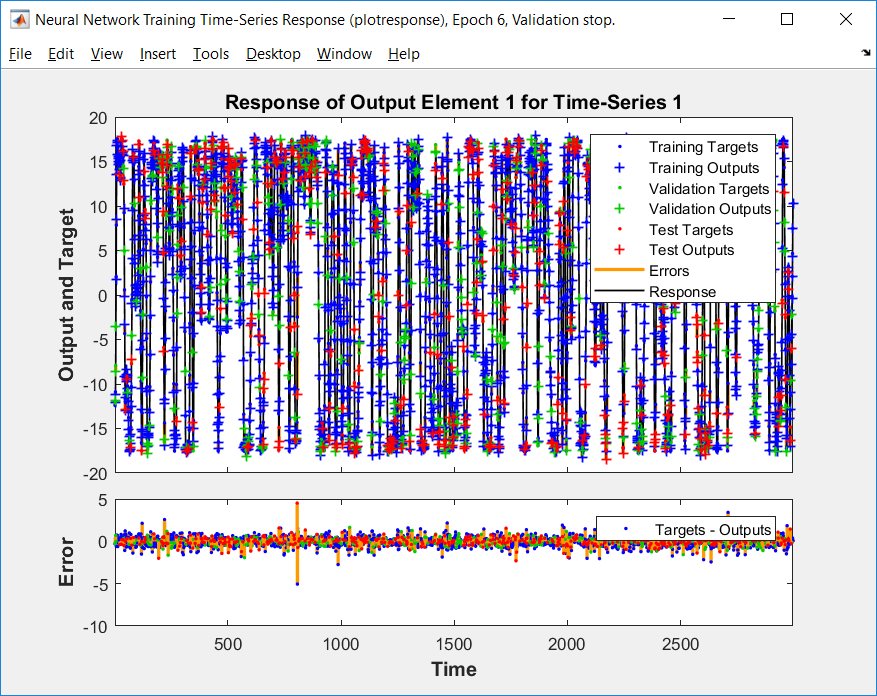 Neural Network Training Time-Series Response (plotresponse), Epoch 6, Validation stop.
File Edit View Insert Tools Desktop Window Help
Response of Output Element 1 for Time-Series 1
Output and Target
20
15
10
5
0
-5
-10
-15
-20
Training Targets
Training Outputs
Validation Targets
Validation Outputs
Test Targets
Test Outputs
Errors
Response
Error
5
0
-5
-10
Targets - Outputs
500 1000 1500 2000 2500
Time